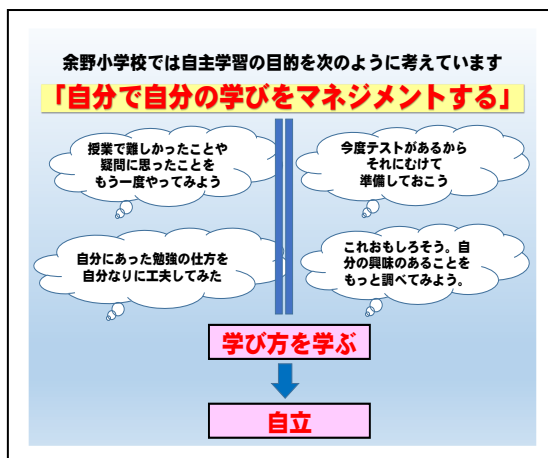 余野小学校では自主学習の目的を次のように考えています
「自分で自分の学びをマネジメントする」
授業で難しかったことや
疑問に思ったことを
もう一度やってみよう
今度テストがあるから
それにむけて
準備しておこう
自分にあった勉強の仕方を
自分なりに工夫してみた
これおもしろそう。自
分の興味のあることを
もっと調べてみよう。
学び方を学ぶ
自立